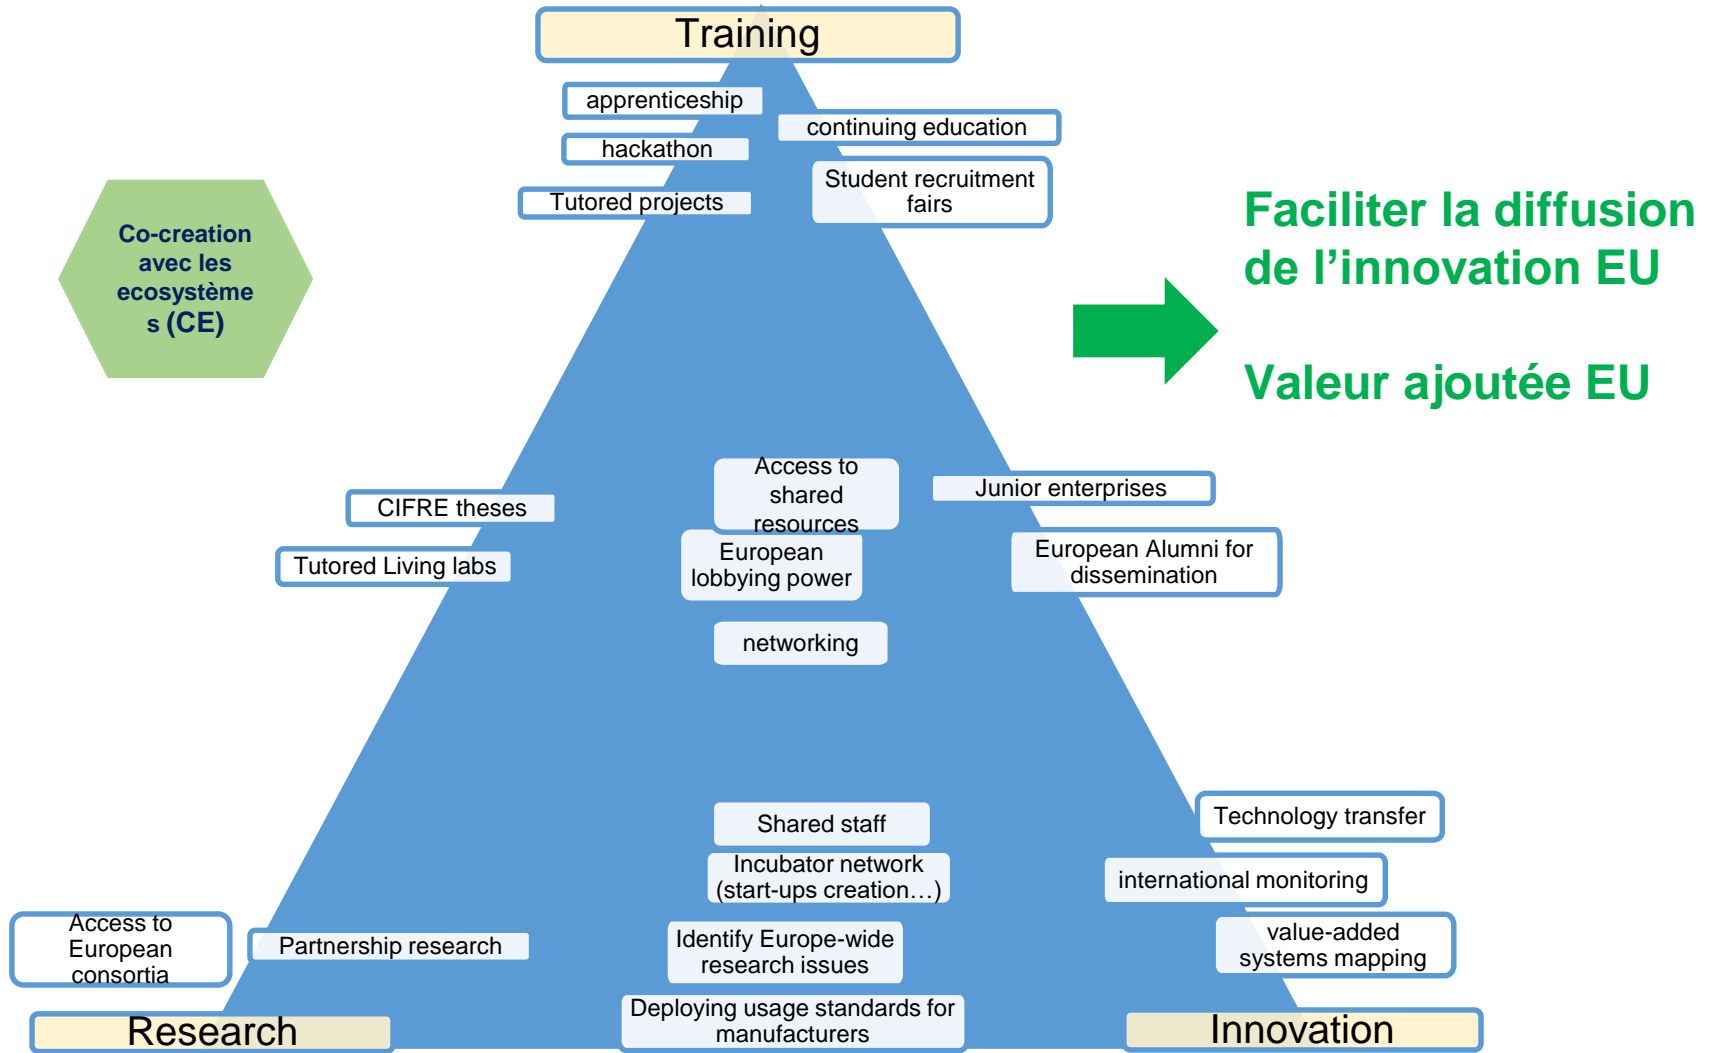 Training
apprenticeship
continuing education
hackathon
Student recruitment
fairs
Tutored projects
Co-creation
avec les
ecosystème
s (CE)
Faciliter la diffusion
de l’innovation EU
Valeur ajoutée EU
Access to
shared
resources
CIFRE theses
Junior enterprises
European
lobbying power
Tutored Living labs
European Alumni for
dissemination
networking
Shared staff
Technology transfer
Incubator network
(start-ups creation…)
international monitoring
Access to
European
consortia
Partnership research
Identify Europe-wide
research issues
value-added
systems mapping
Deploying usage standards for
manufacturers
Research
Innovation